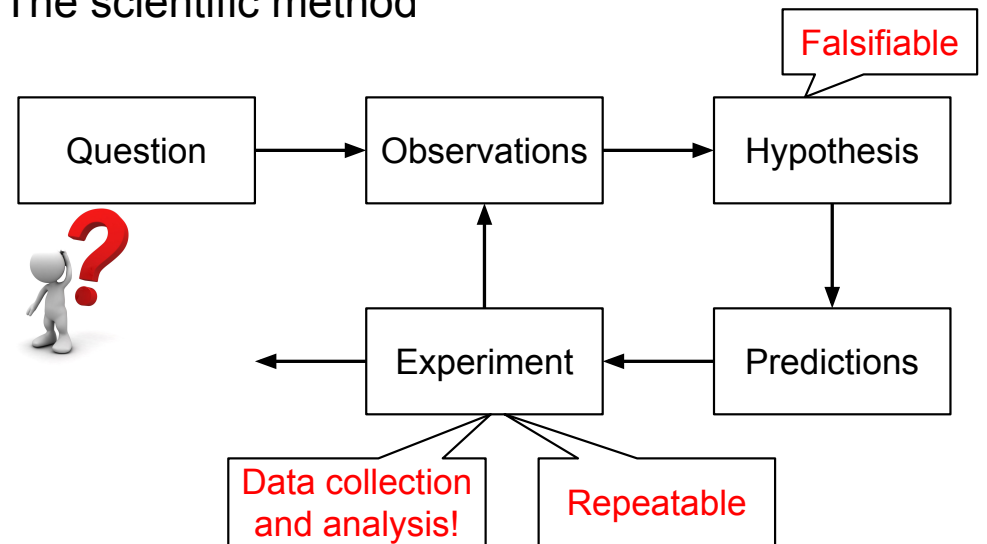 The scientific method
Falsifiable
Question
Observations
Hypothesis
Experiment
Predictions
Data collection
and analysis!
Repeatable